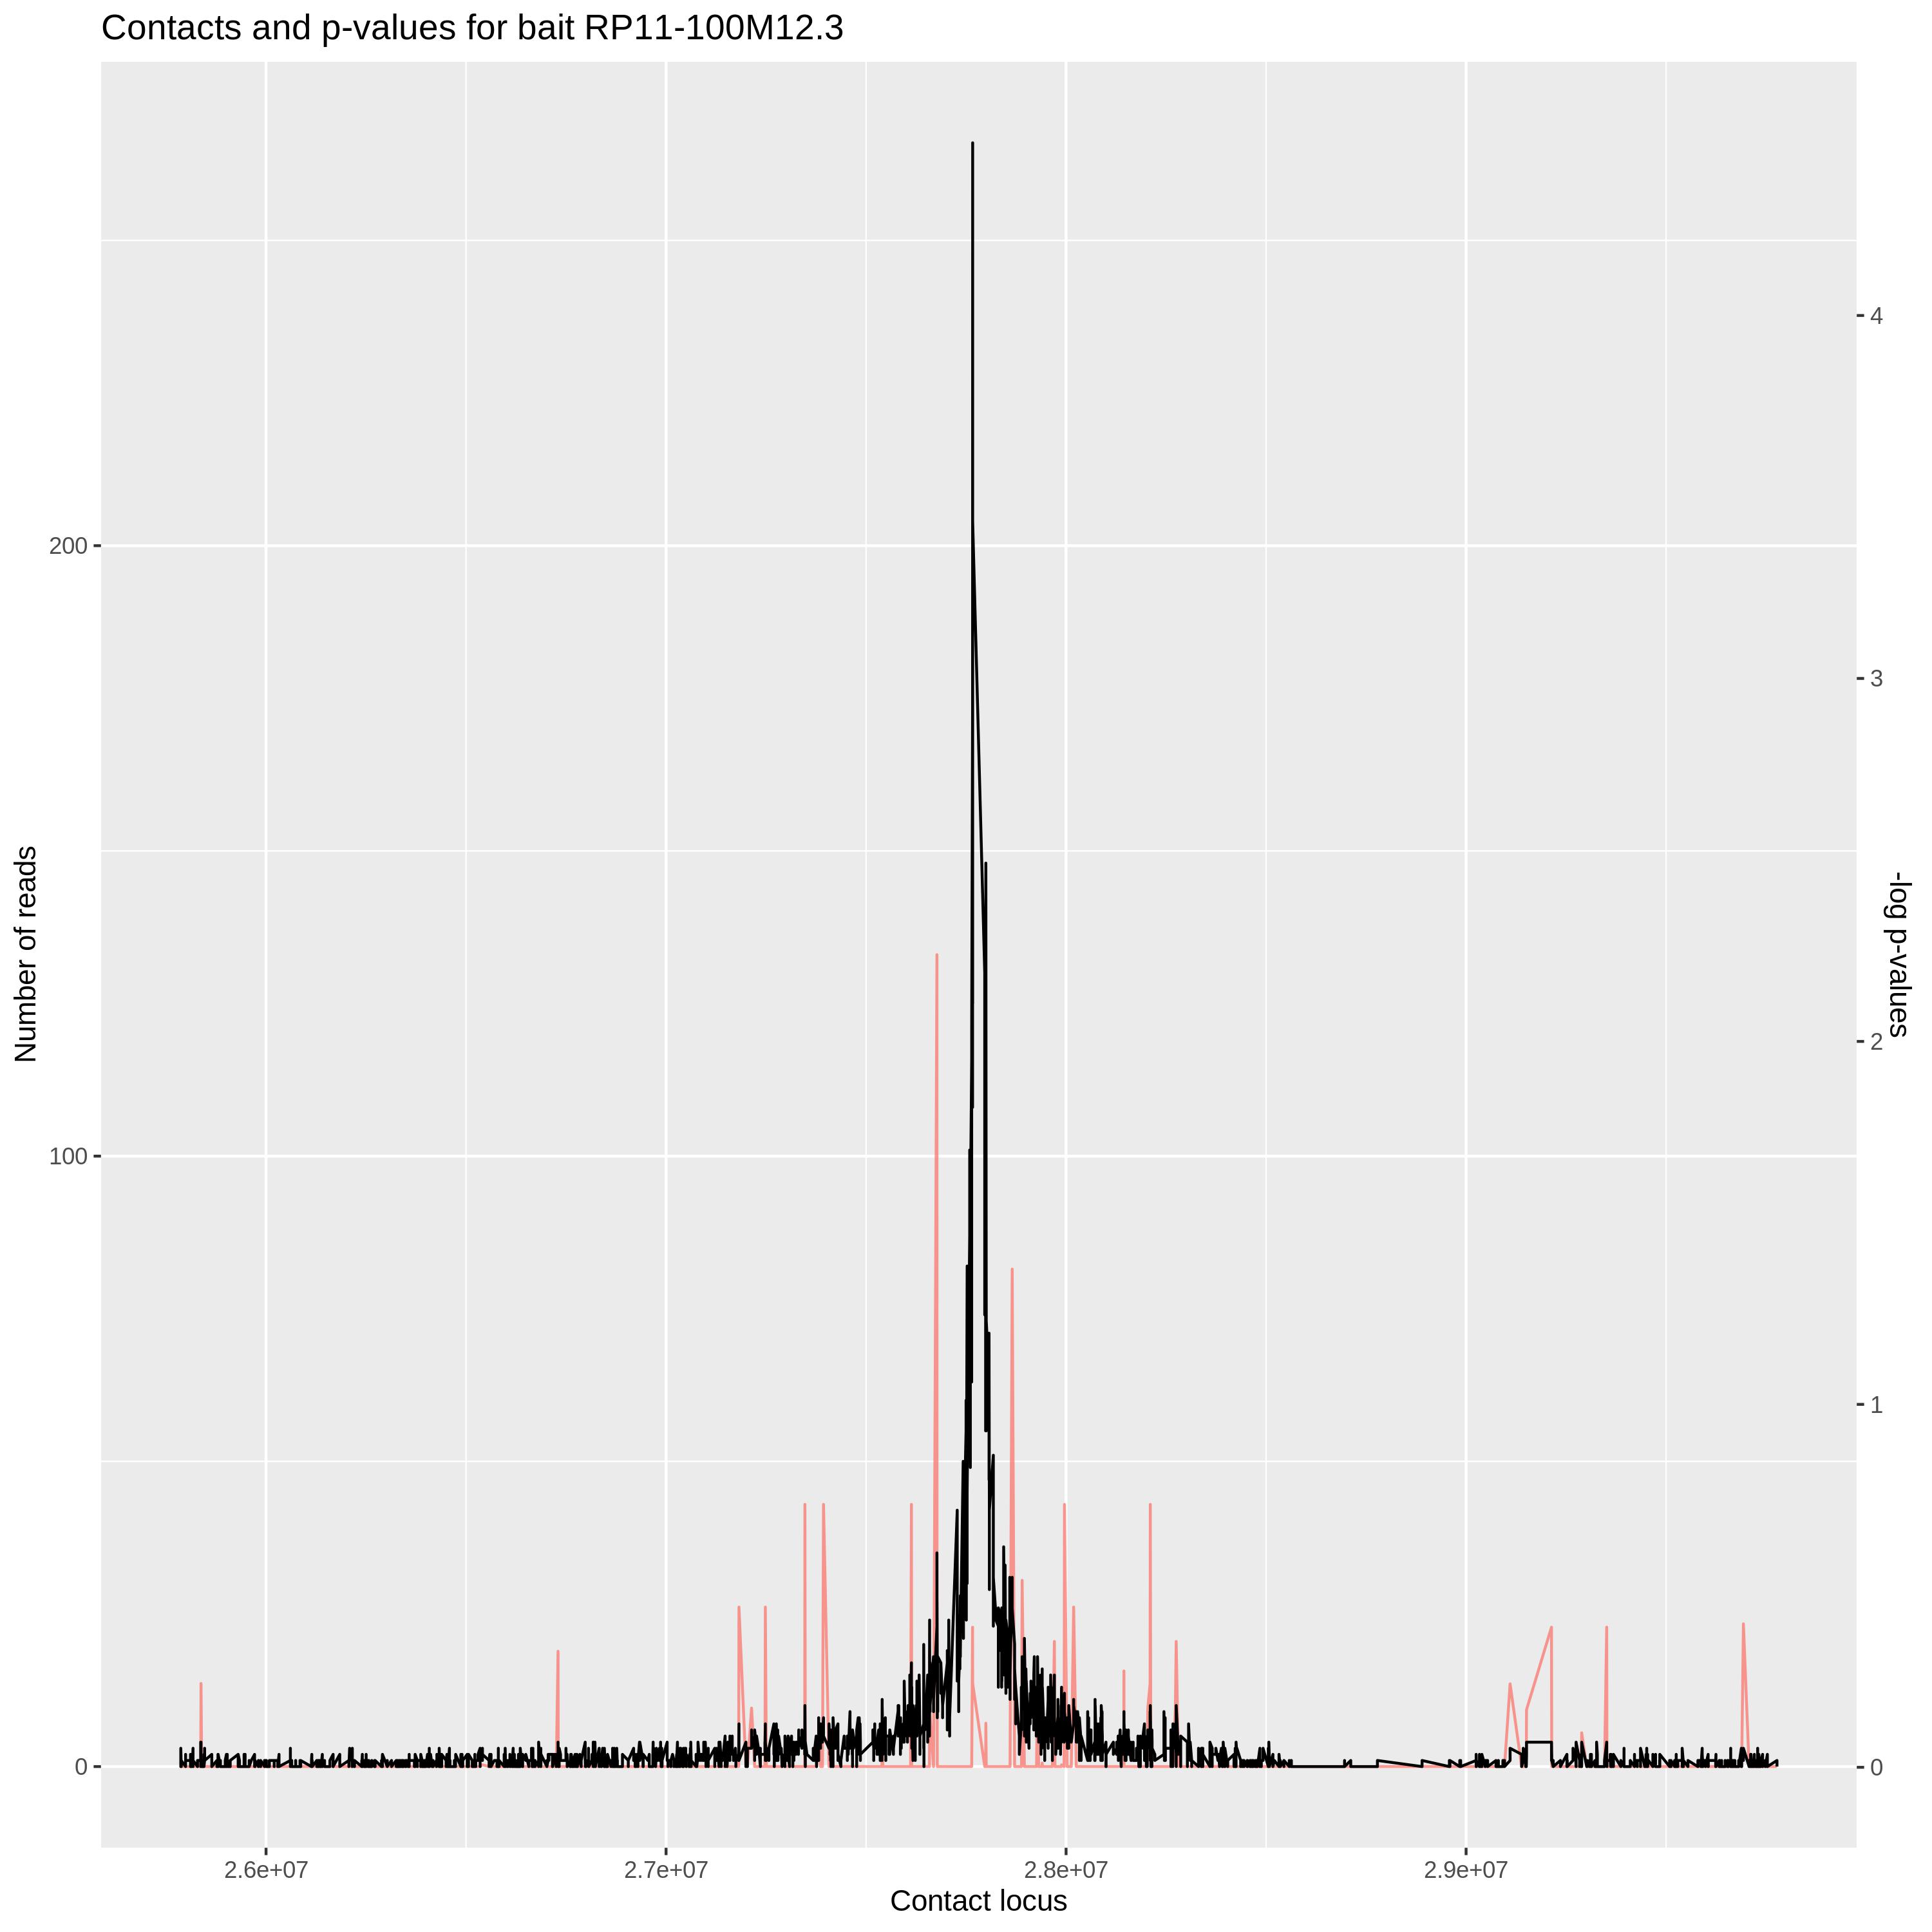 Contacts and p-values for bait RP11-100M12.3
Number of reads
200
100
0
4
3
2
1
0
-log p-values
2.6e+07
2.7e+07
2.8e+07
2.9e+07
Contact locus